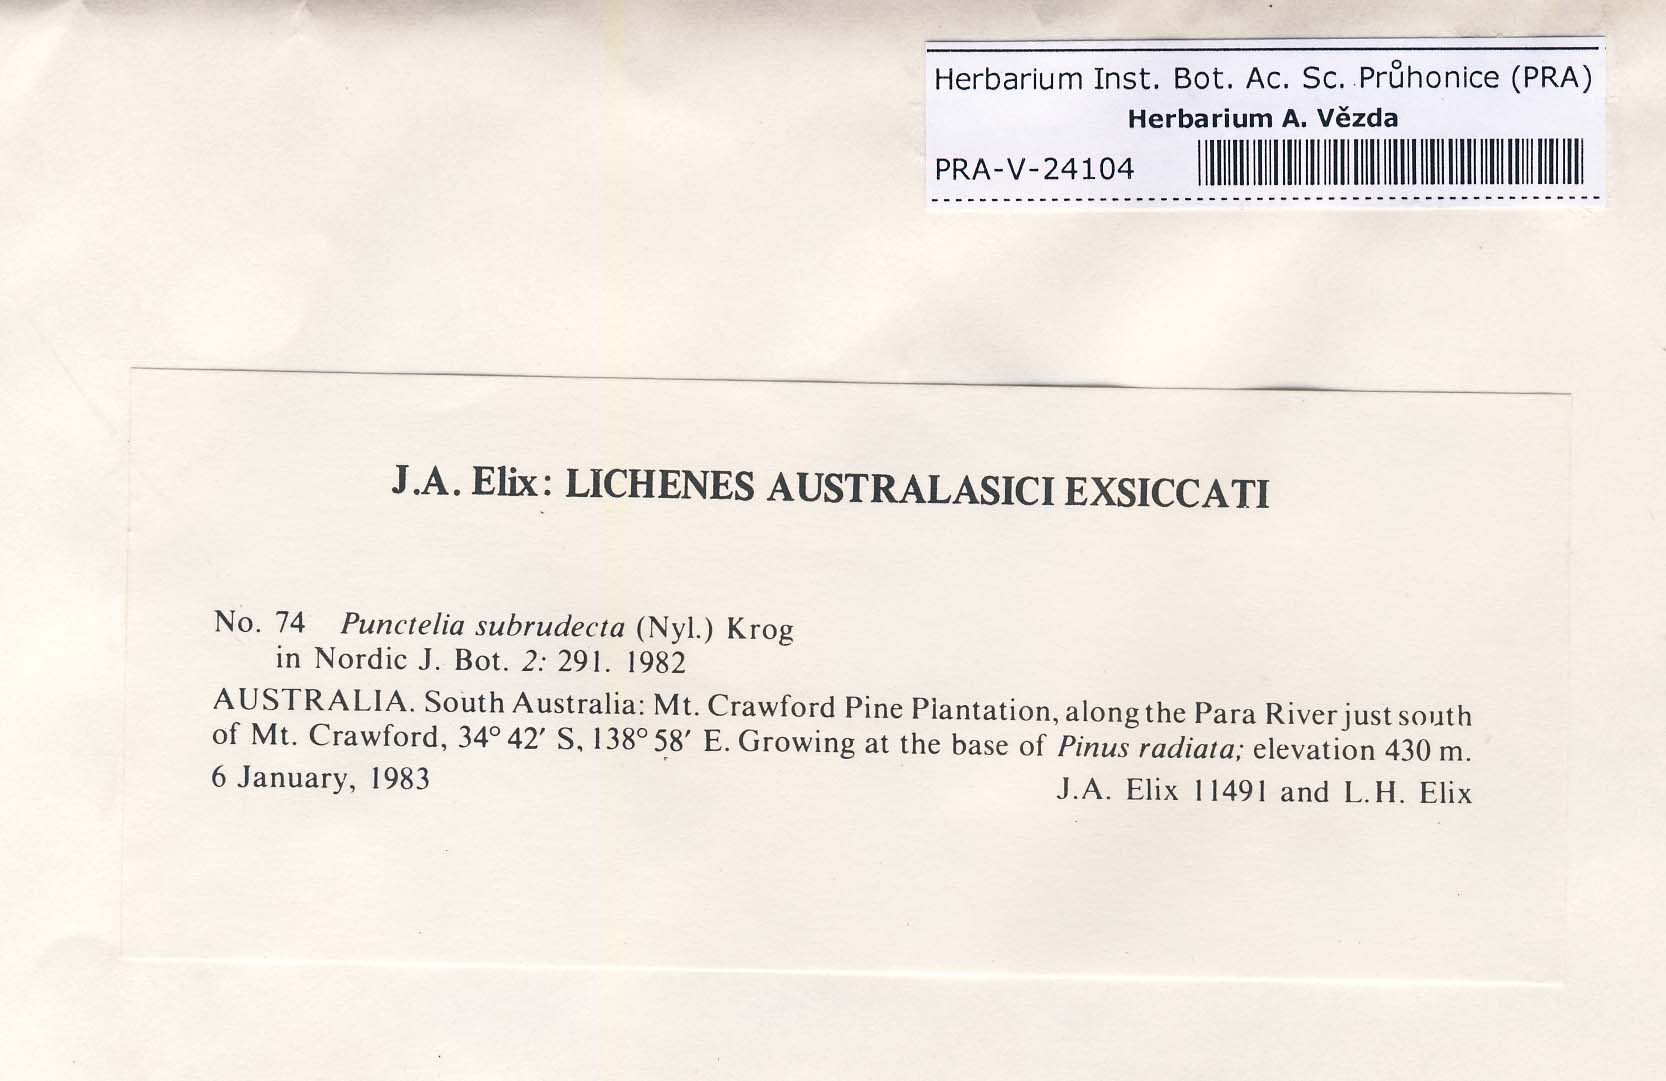 Herbarium Inst. Bot. Ac. Sc. Průhonice (PRA)
Herbarium A. Vězda
PRA-V-24104
J.A. Elix: LICHENES AUSTRALASICI EXSICCATI
No. 74 Punctelia subrudecta (Nyl.) Krog
in Nordic J. Bot. 2: 291. 1982
AUSTRALIA. South Australia: Mt. Crawford Pine Plantation, along the Para River just south
of Mt. Crawford, 34° 42′ S, 138° 58′ E. Growing at the base of Pinus radiata; elevation 430 m.
6 January, 1983 J.A. Elix 11491 and L.H. Elix